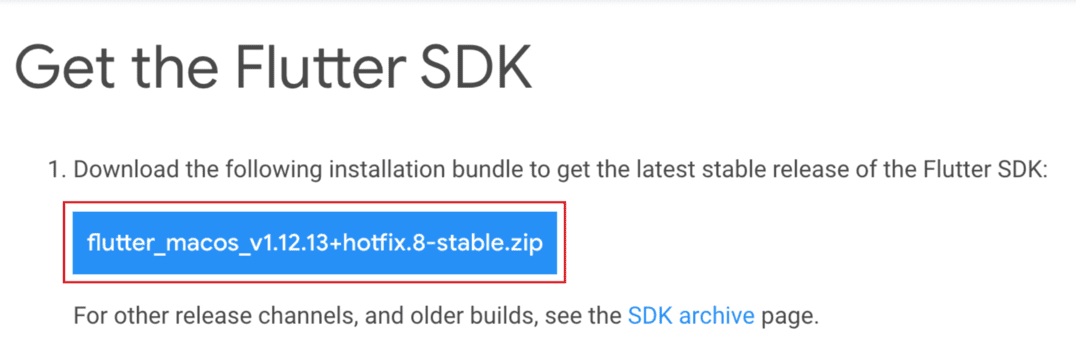 Get the Flutter SDK
1. Download the following installation bundle to get the latest stable release of the Flutter SDK:
flutter_macos_v1.12.13+hotfix.8-stable.zip
For other release channels, and older builds, see the SDK archive page.